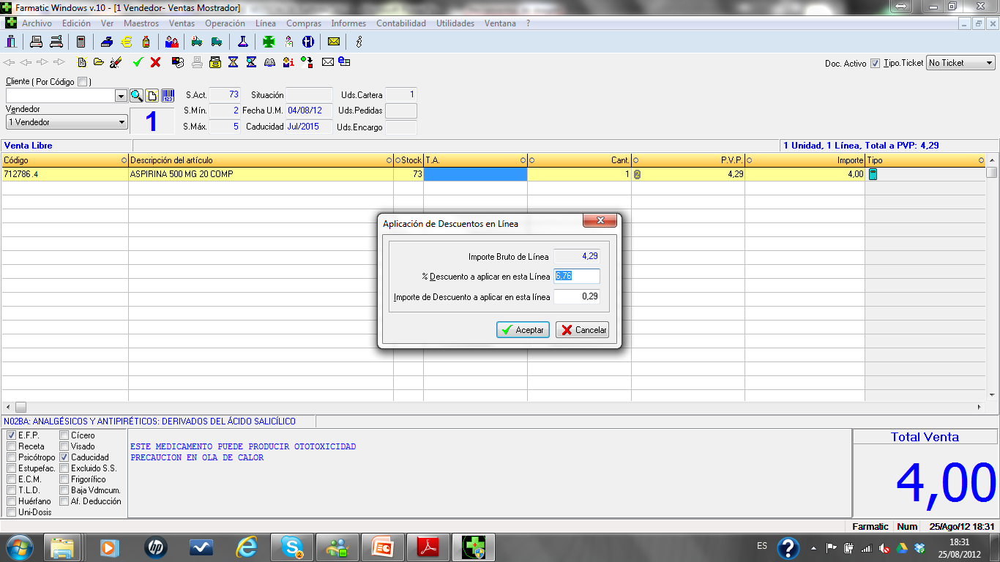 Farmatic Windows v.10 - [1 Vendedor- Ventas Mostrador]
Archivo Edición Ver Maestros Ventas Operación Línea Compras Informes Contabilidad Utilidades Ventana ?
Doc. Activo Tipo.Ticket No Ticket
Cliente ( Por Código )
S.Act. 73 Situación Uds.Cartera 1
Vendedor
1 Vendedor
1
S.Mín. 2 Fecha U.M. 04/08/12 Uds.Pedidas
S.Máx. 5 Caducidad Jul/2015 Uds.Encargo
Venta Libre 1 Unidad, 1 Línea, Total a PVP: 4,29
Código Descripción del artículo Stock T.A. Cant. P.V.P. Importe Tipo
712786.4 ASPIRINA 500 MG 20 COMP 73 1 2 4,29 4,00
Aplicación de Descuentos en Línea
Importe Bruto de Línea 4,29
% Descuento a aplicar en esta Línea 6,76
Importe de Descuento a aplicar en esta línea 0,29
Aceptar Cancelar
N02BA: ANALGÉSICOS Y ANTIPIRÉTICOS: DERIVADOS DEL ÁCIDO SALICÍLICO
E.F.P. Cícero
Receta Visado
Psicótropo Caducidad
Estupefac. Excluido S.S.
E.C.M. Frigorífico
T.L.D. Baja Vdmcum.
Huérfano Af. Deducción
Uni-Dosis
ESTE MEDICAMENTO PUEDE PRODUCIR OTOTOXICIDAD
PRECAUCION EN OLA DE CALOR
Total Venta
4,00
Farmatic Num 25/Ago/12 18:31
ES
18:31
25/08/2012